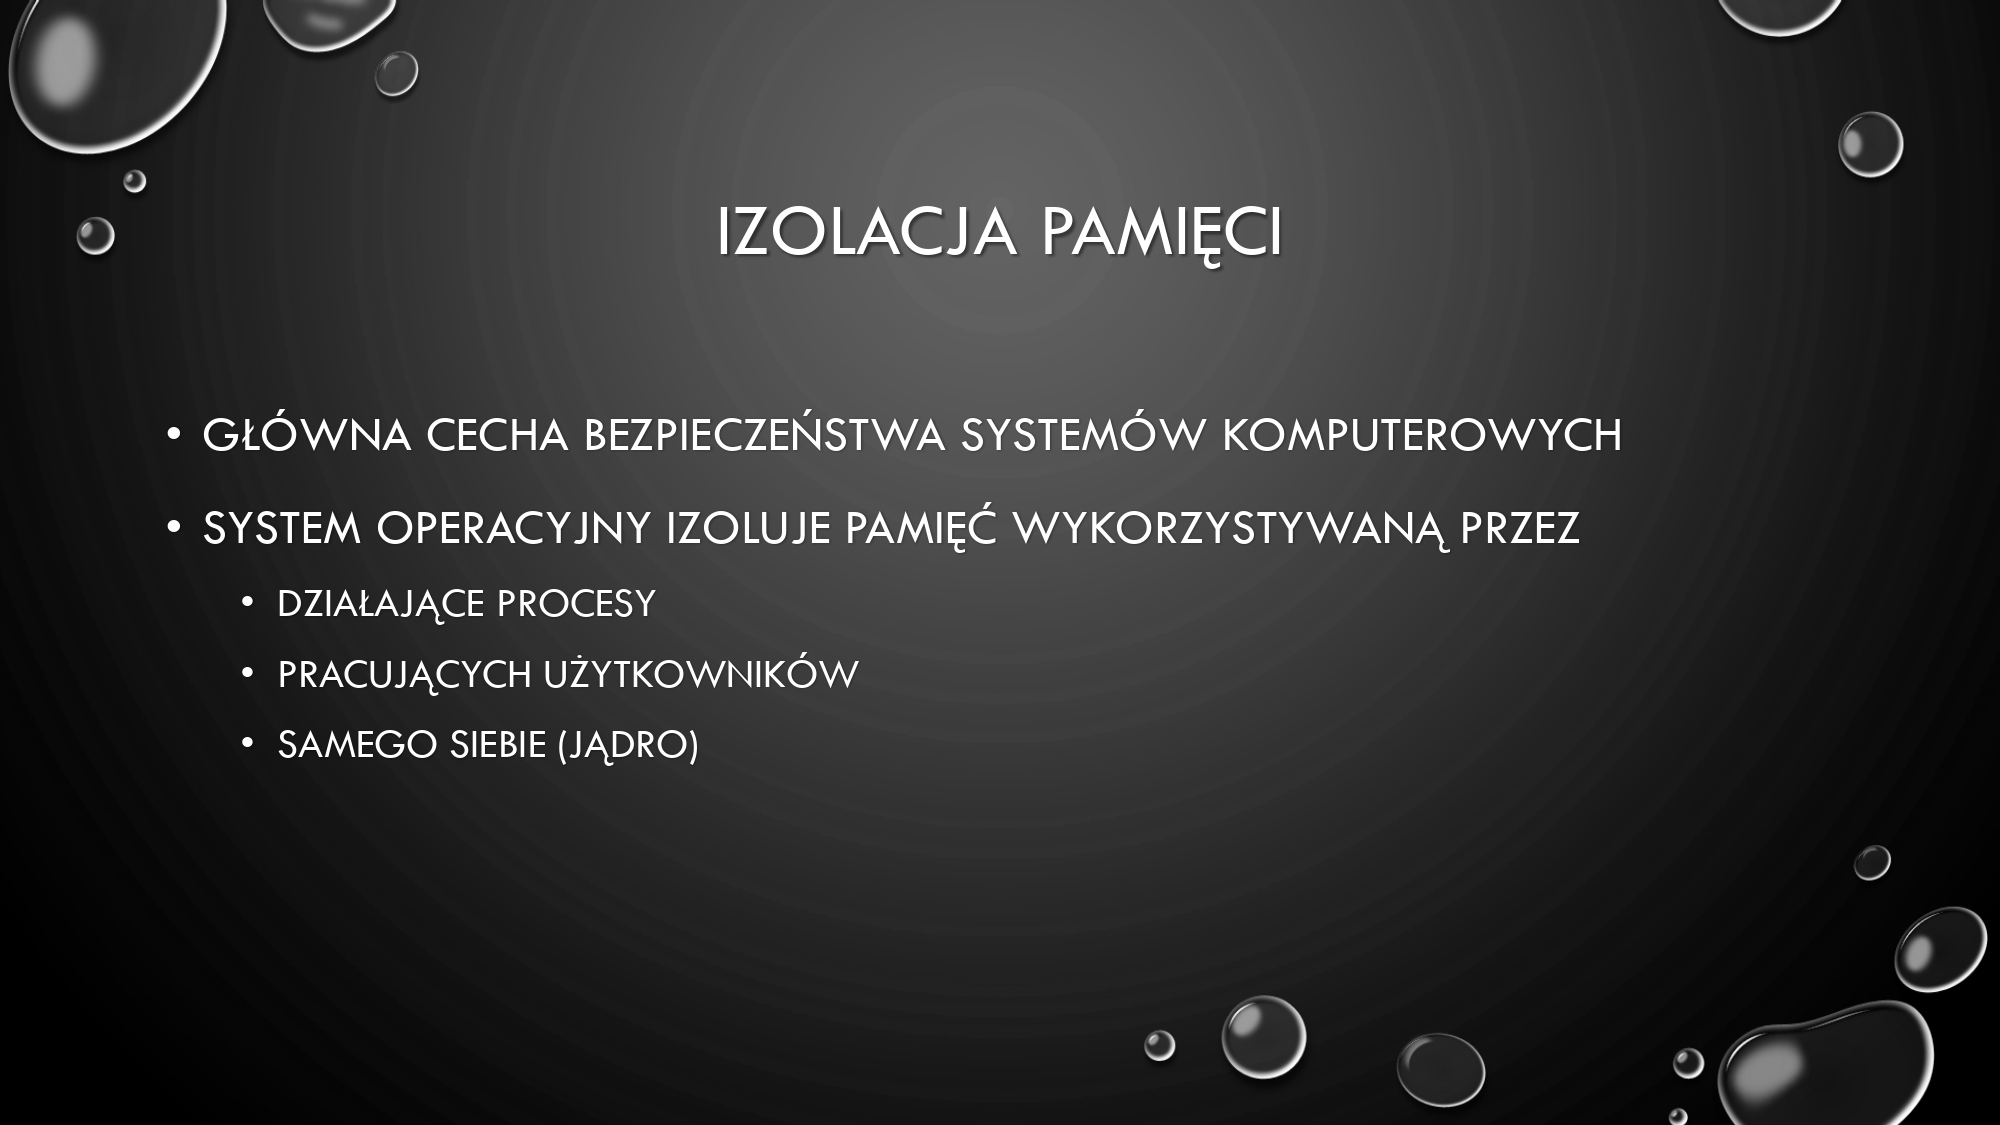 IZOLACJA PAMIĘCI
• GŁÓWNA CECHA BEZPIECZEŃSTWA SYSTEMÓW KOMPUTEROWYCH
• SYSTEM OPERACYJNY IZOLUJE PAMIĘĆ WYKORZYSTYWANĄ PRZEZ
• DZIAŁAJĄCE PROCESY
• PRACUJĄCYCH UŻYTKOWNIKÓW
• SAMEGO SIEBIE (JĄDRO)